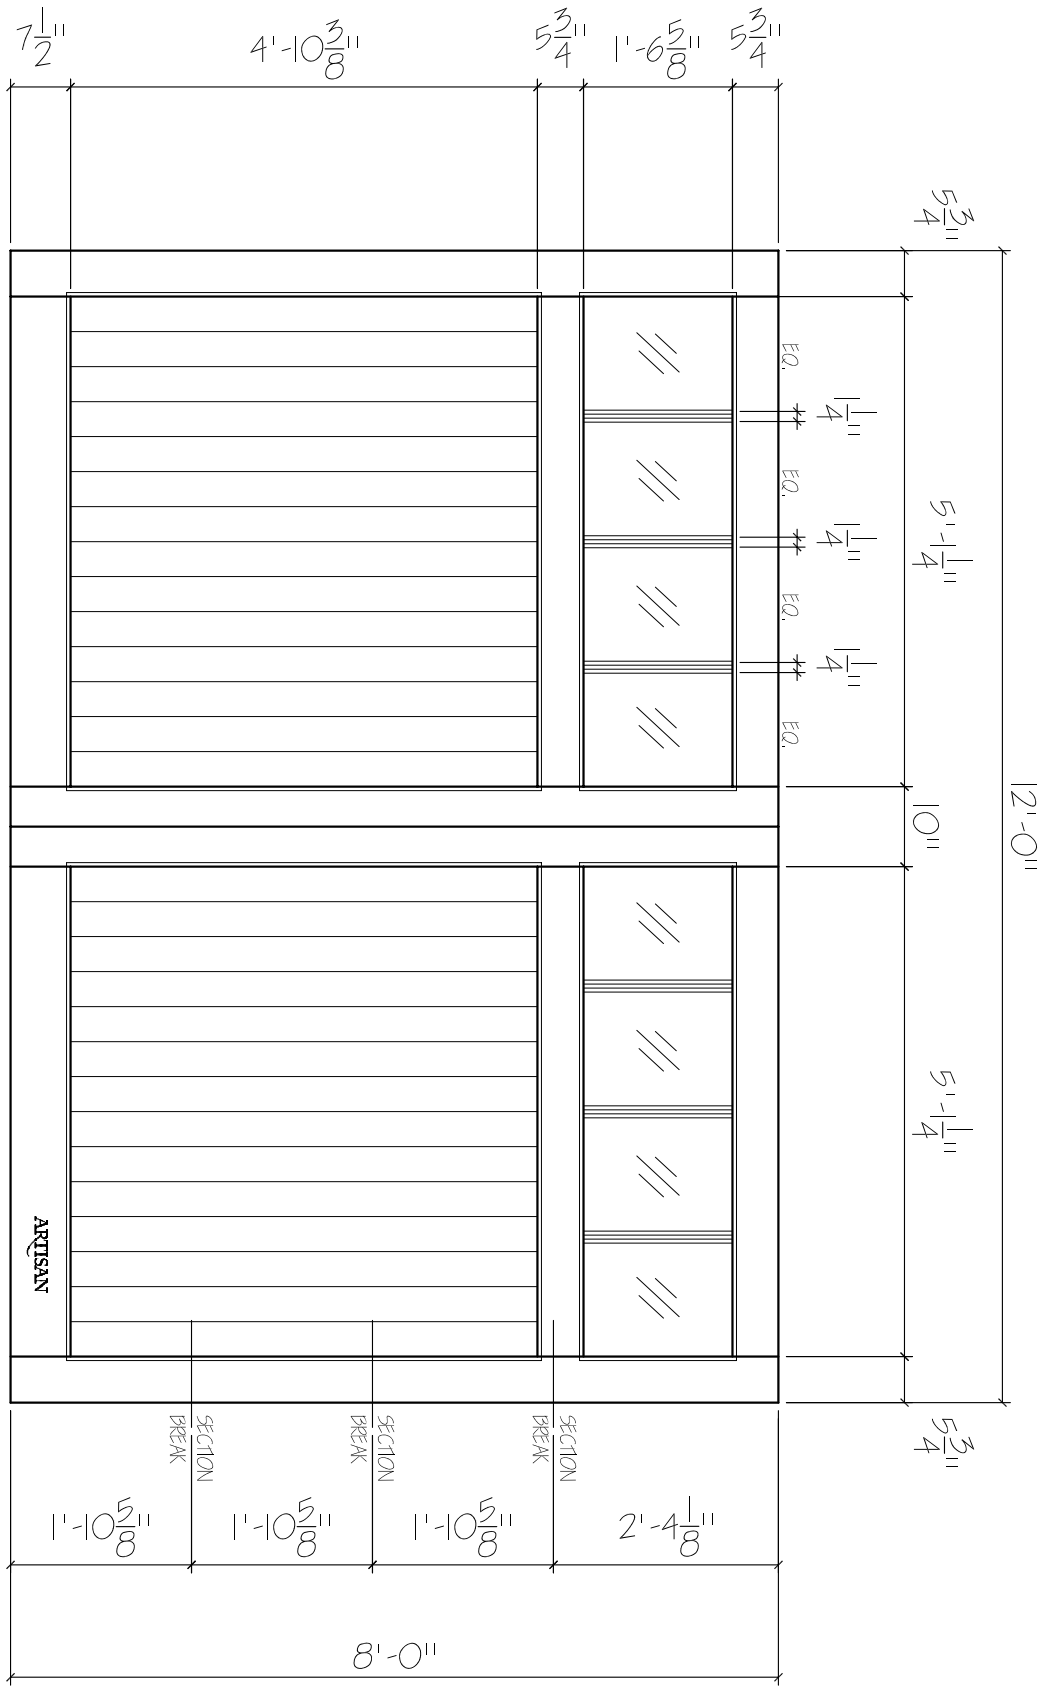 7 1/2"
4'-10 3/8"
5 3/4"
1'-6 5/8"
5 3/4"
5 3/4"
5'-1 1/4"
10"
5'-1 1/4"
5 3/4"
12'-0"
EQ.
1/4"
EQ.
1/4"
EQ.
1/4"
EQ.
ARTISAN
SECTION
BREAK
SECTION
BREAK
SECTION
BREAK
1'-10 5/8"
1'-10 5/8"
1'-10 5/8"
2'-4 1/8"
8'-0"